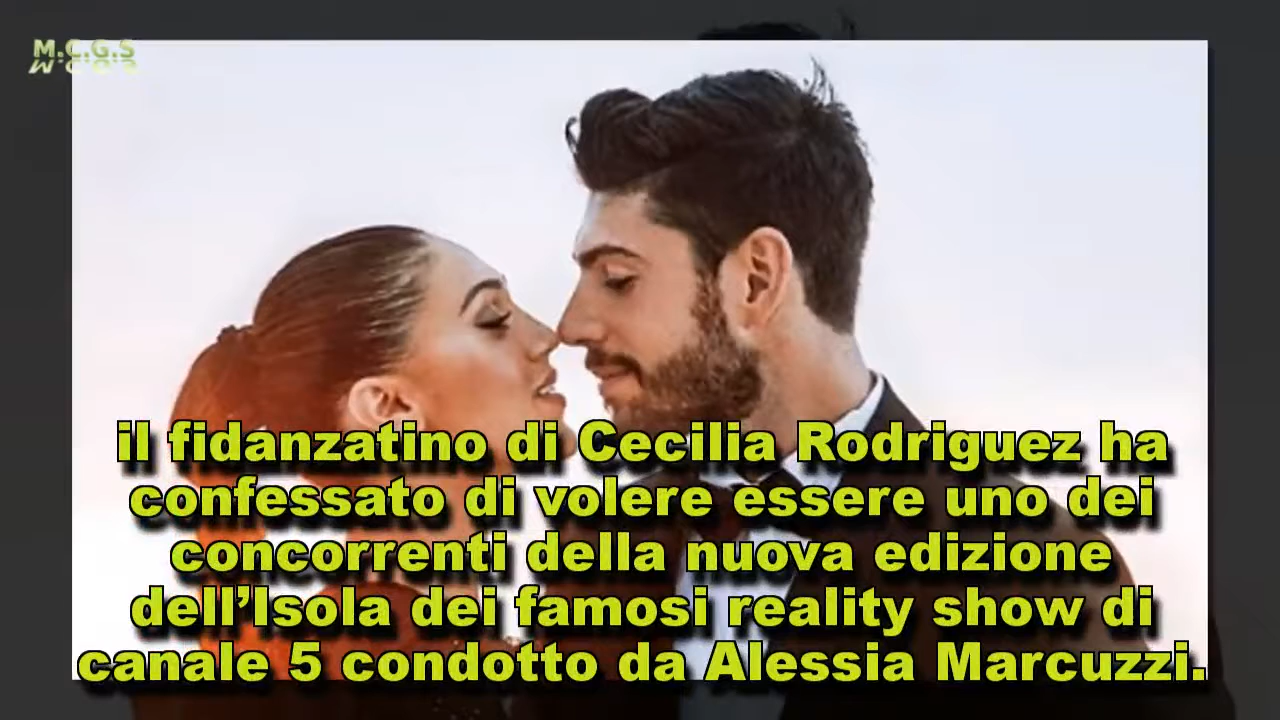 M.C.G.S
il fidanzatino di Cecilia Rodriguez ha
confessato di volere essere uno dei
concorrenti della nuova edizione
dell’Isola dei famosi reality show di
canale 5 condotto da Alessia Marcuzzi.